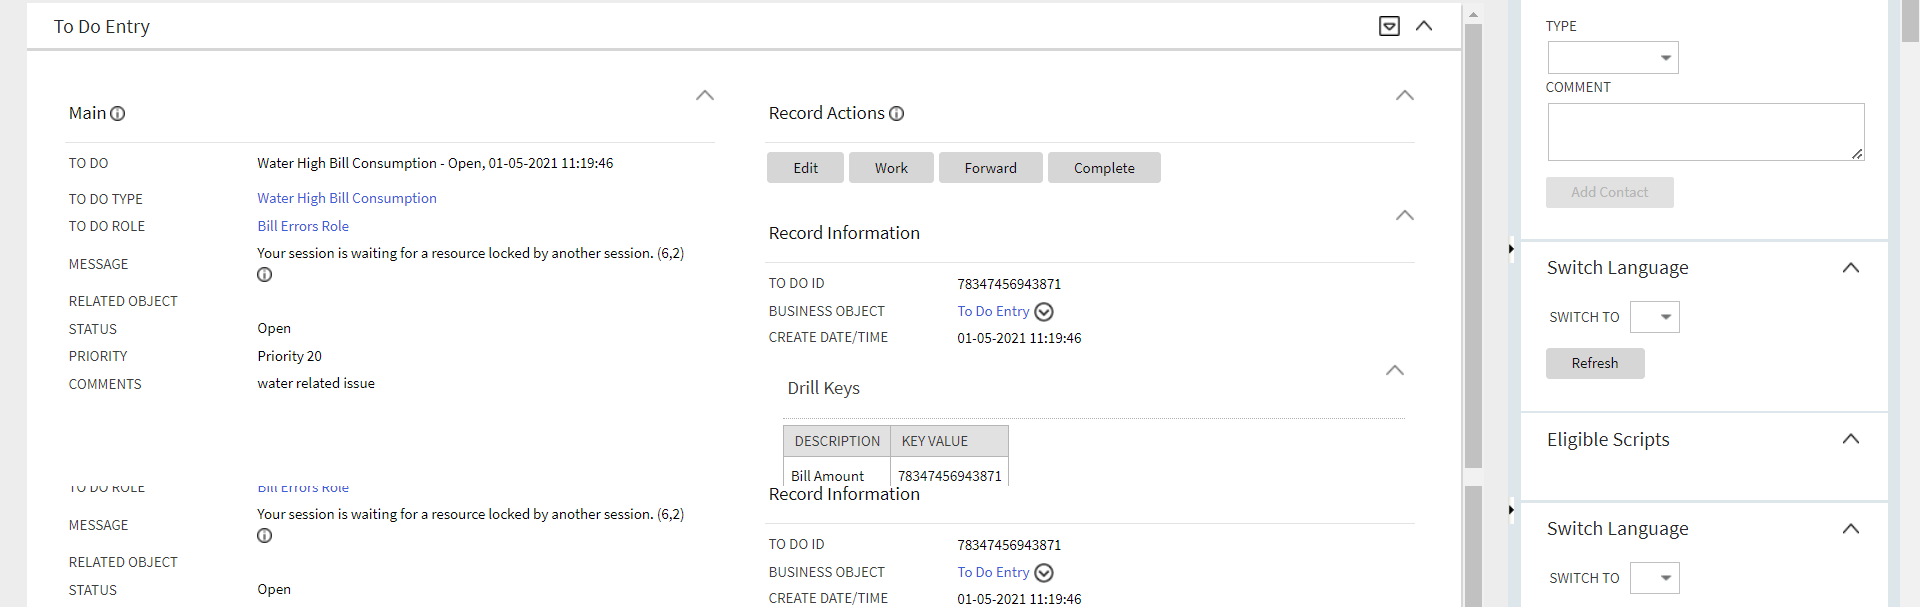 To Do Entry
Main
TO DO Water High Bill Consumption - Open, 01-05-2021 11:19:46
TO DO TYPE Water High Bill Consumption
TO DO ROLE Bill Errors Role
MESSAGE Your session is waiting for a resource locked by another session. (6,2)
RELATED OBJECT
STATUS Open
PRIORITY Priority 20
COMMENTS water related issue
TO DO ROLE Bill Errors Role
MESSAGE Your session is waiting for a resource locked by another session. (6,2)
RELATED OBJECT
STATUS Open
Record Actions
Edit Work Forward Complete
Record Information
TO DO ID 78347456943871
BUSINESS OBJECT To Do Entry
CREATE DATE/TIME 01-05-2021 11:19:46
Drill Keys
DESCRIPTION KEY VALUE
Bill Amount 78347456943871
Record Information
TO DO ID 78347456943871
BUSINESS OBJECT To Do Entry
CREATE DATE/TIME 01-05-2021 11:19:46
TYPE
COMMENT
Add Contact
Switch Language
SWITCH TO
Refresh
Eligible Scripts
Switch Language
SWITCH TO